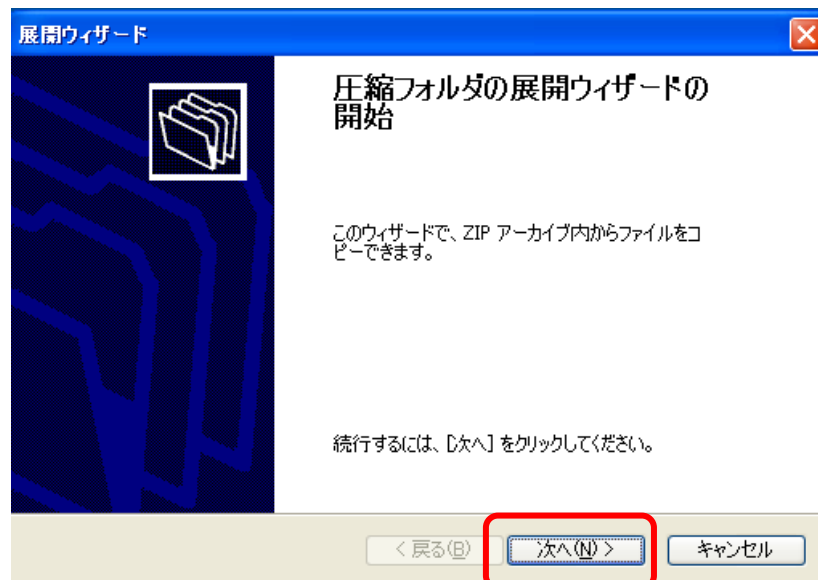 展開ウィザード
圧縮フォルダの展開ウィザードの
開始
このウィザードで、ZIP アーカイブ内からファイルをコ
ピーできます。
続行するには、[次へ] をクリックしてください。
< 戻る(B)
次へ(N) >
キャンセル